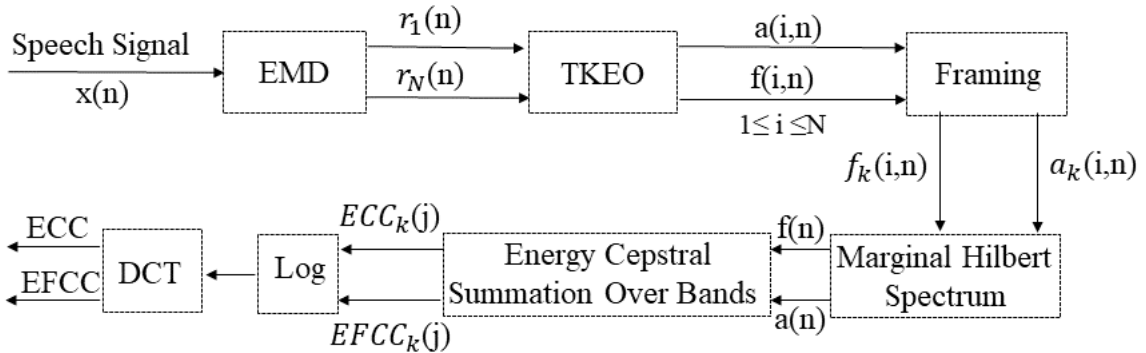 Speech Signal
x(n)
EMD
r₁(n)
r_N(n)
TKEO
a(i,n)
f(i,n)
1≤ i ≤N
Framing
f_k(i,n)
a_k(i,n)
Marginal Hilbert
Spectrum
f(n)
a(n)
Energy Cepstral
Summation Over Bands
ECC_k(j)
EFCC_k(j)
Log
DCT
ECC
EFCC